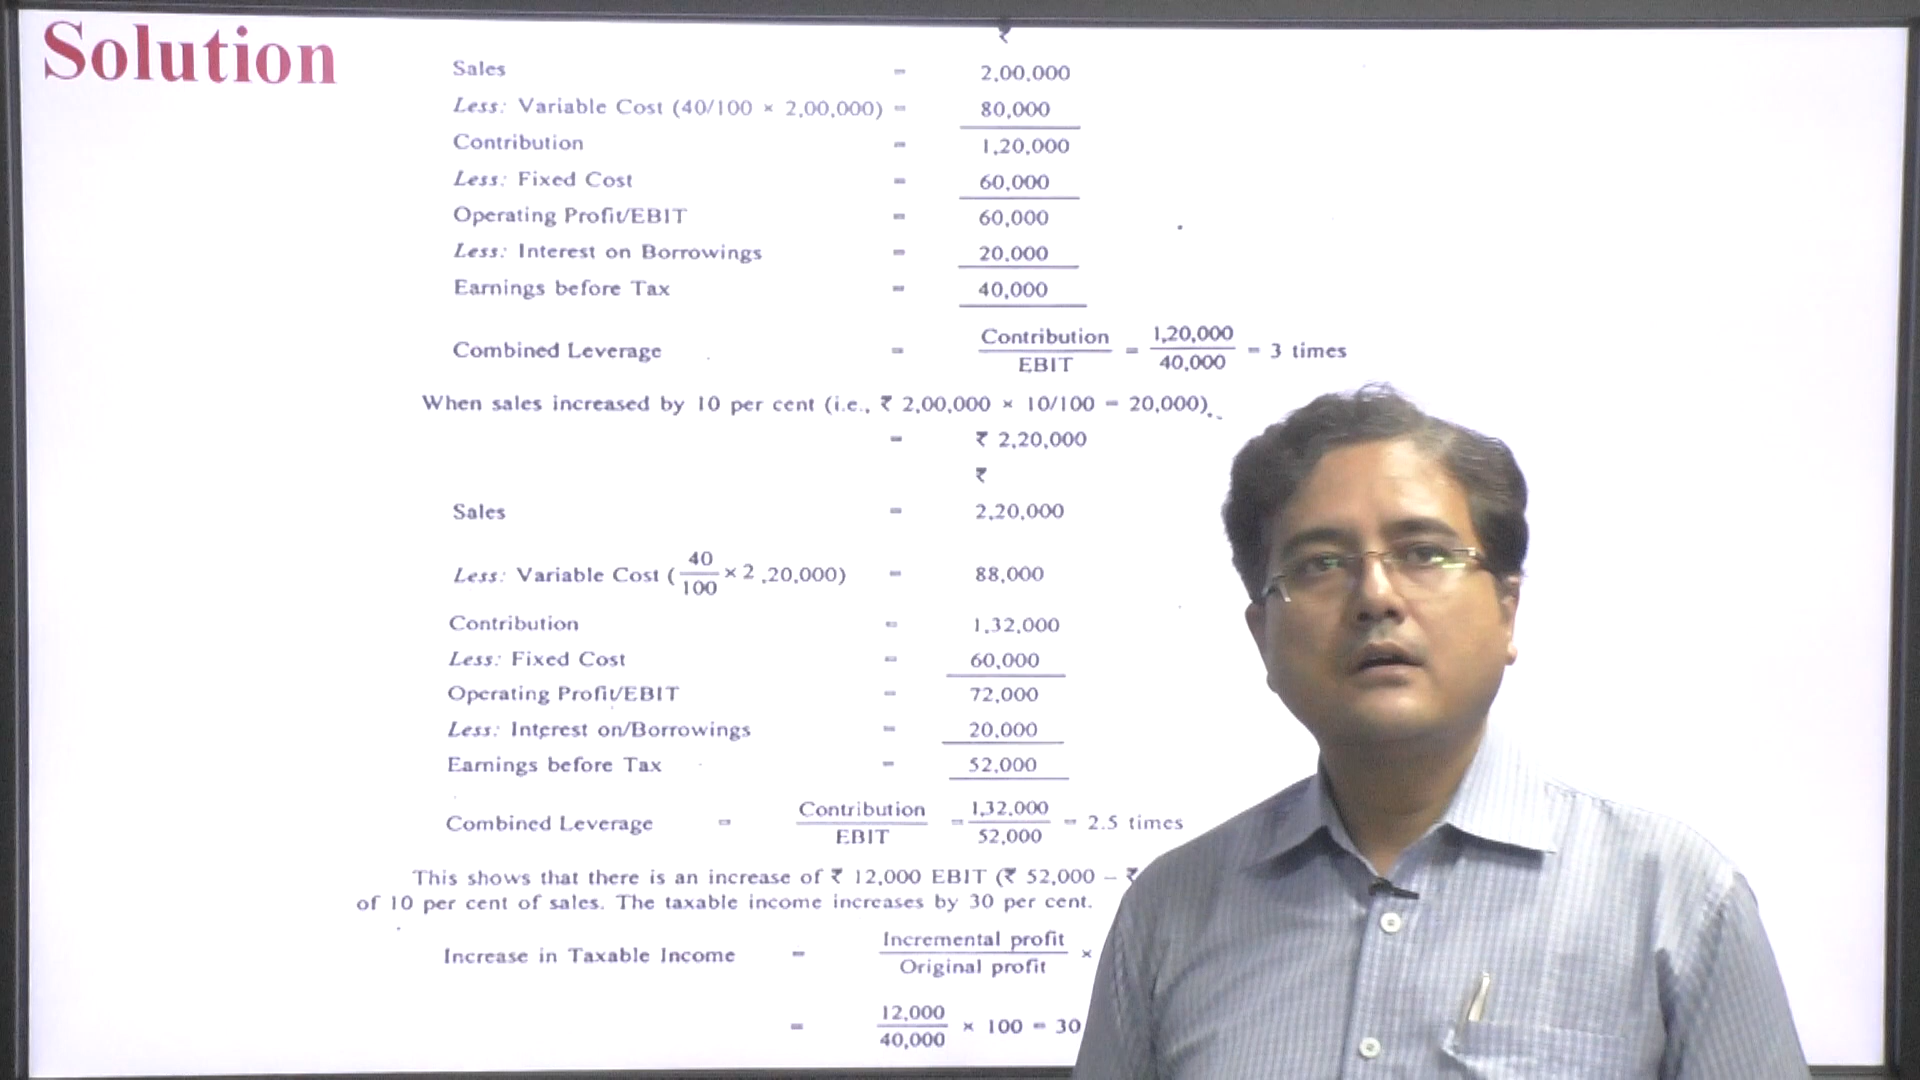 Solution
₹
Sales = 2,00,000
Less: Variable Cost (40/100 × 2,00,000) = 80,000
Contribution = 1,20,000
Less: Fixed Cost = 60,000
Operating Profit/EBIT = 60,000
Less: Interest on Borrowings = 20,000
Earnings before Tax = 40,000
Combined Leverage = Contribution/EBIT = 1,20,000/40,000 = 3 times
When sales increased by 10 per cent (i.e., ₹ 2,00,000 × 10/100 = 20,000),
= ₹ 2,20,000
₹
Sales = 2,20,000
Less: Variable Cost (40/100 × 2,20,000) = 88,000
Contribution = 1,32,000
Less: Fixed Cost = 60,000
Operating Profit/EBIT = 72,000
Less: Interest on/Borrowings = 20,000
Earnings before Tax = 52,000
Combined Leverage = Contribution/EBIT = 1,32,000/52,000 = 2.5 times
This shows that there is an increase of ₹ 12,000 EBIT (₹ 52,000 – ₹
of 10 per cent of sales. The taxable income increases by 30 per cent.
Increase in Taxable Income = Incremental profit/Original profit ×
= 12,000/40,000 × 100 = 30